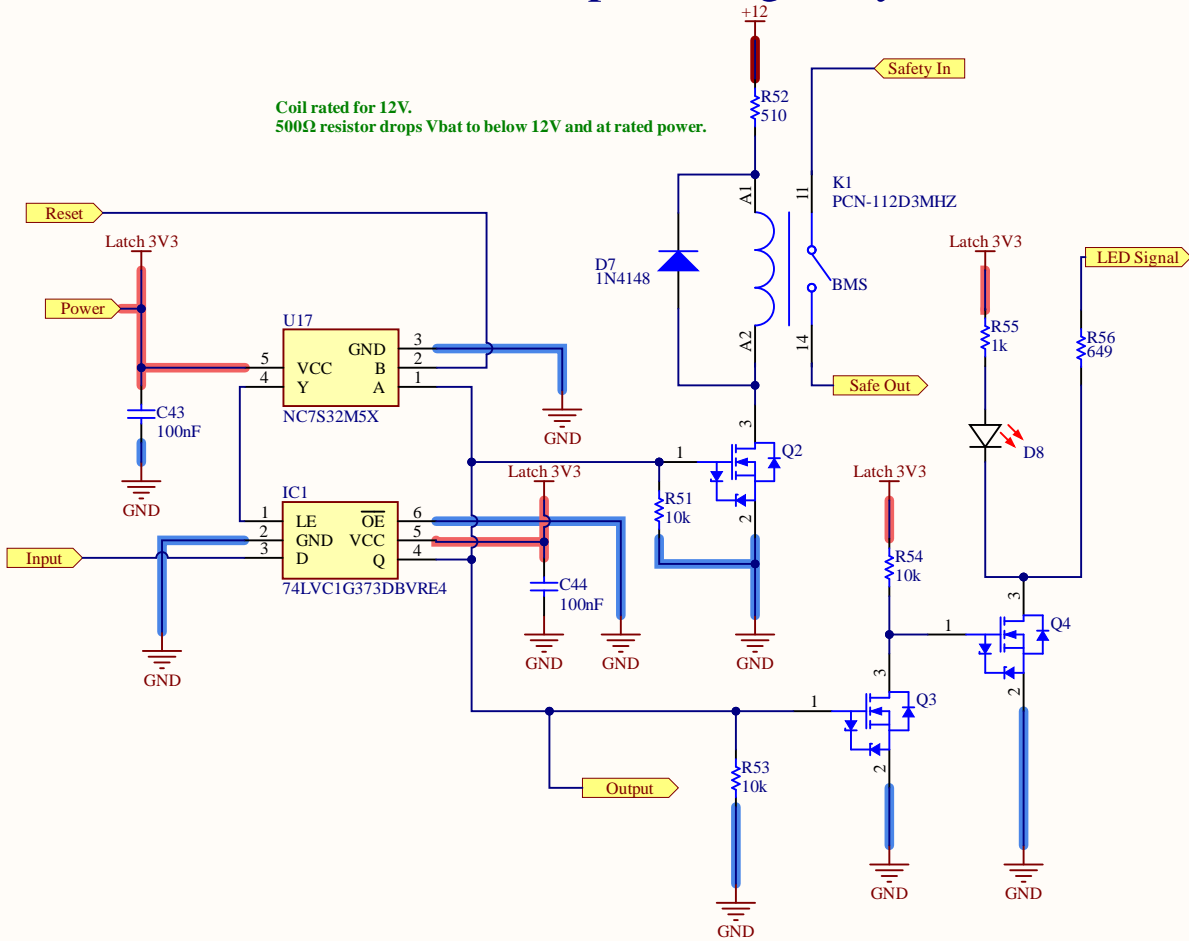 +12
Safety In
R52
510
Coil rated for 12V.
500Ω resistor drops Vbat to below 12V and at rated power.
A1
11
K1
PCN-112D3MHZ
Reset
Latch 3V3
Latch 3V3
LED Signal
D7
1N4148
BMS
Power
U17
R55
1k
R56
649
GND
3
A2
14
5
VCC
B
2
4
Y
A
1
Safe Out
NC7S32M5X
C43
100nF
GND
3
Q2
D8
1
Latch 3V3
Latch 3V3
GND
IC1
R51
10k
1
LE
OE
6
2
GND
VCC
5
2
Input
3
D
Q
4
R54
10k
74LVC1G373DBVRE4
C44
100nF
3
1
Q4
GND
GND
GND
GND
3
2
1
Q3
R53
10k
2
Output
GND
GND
GND